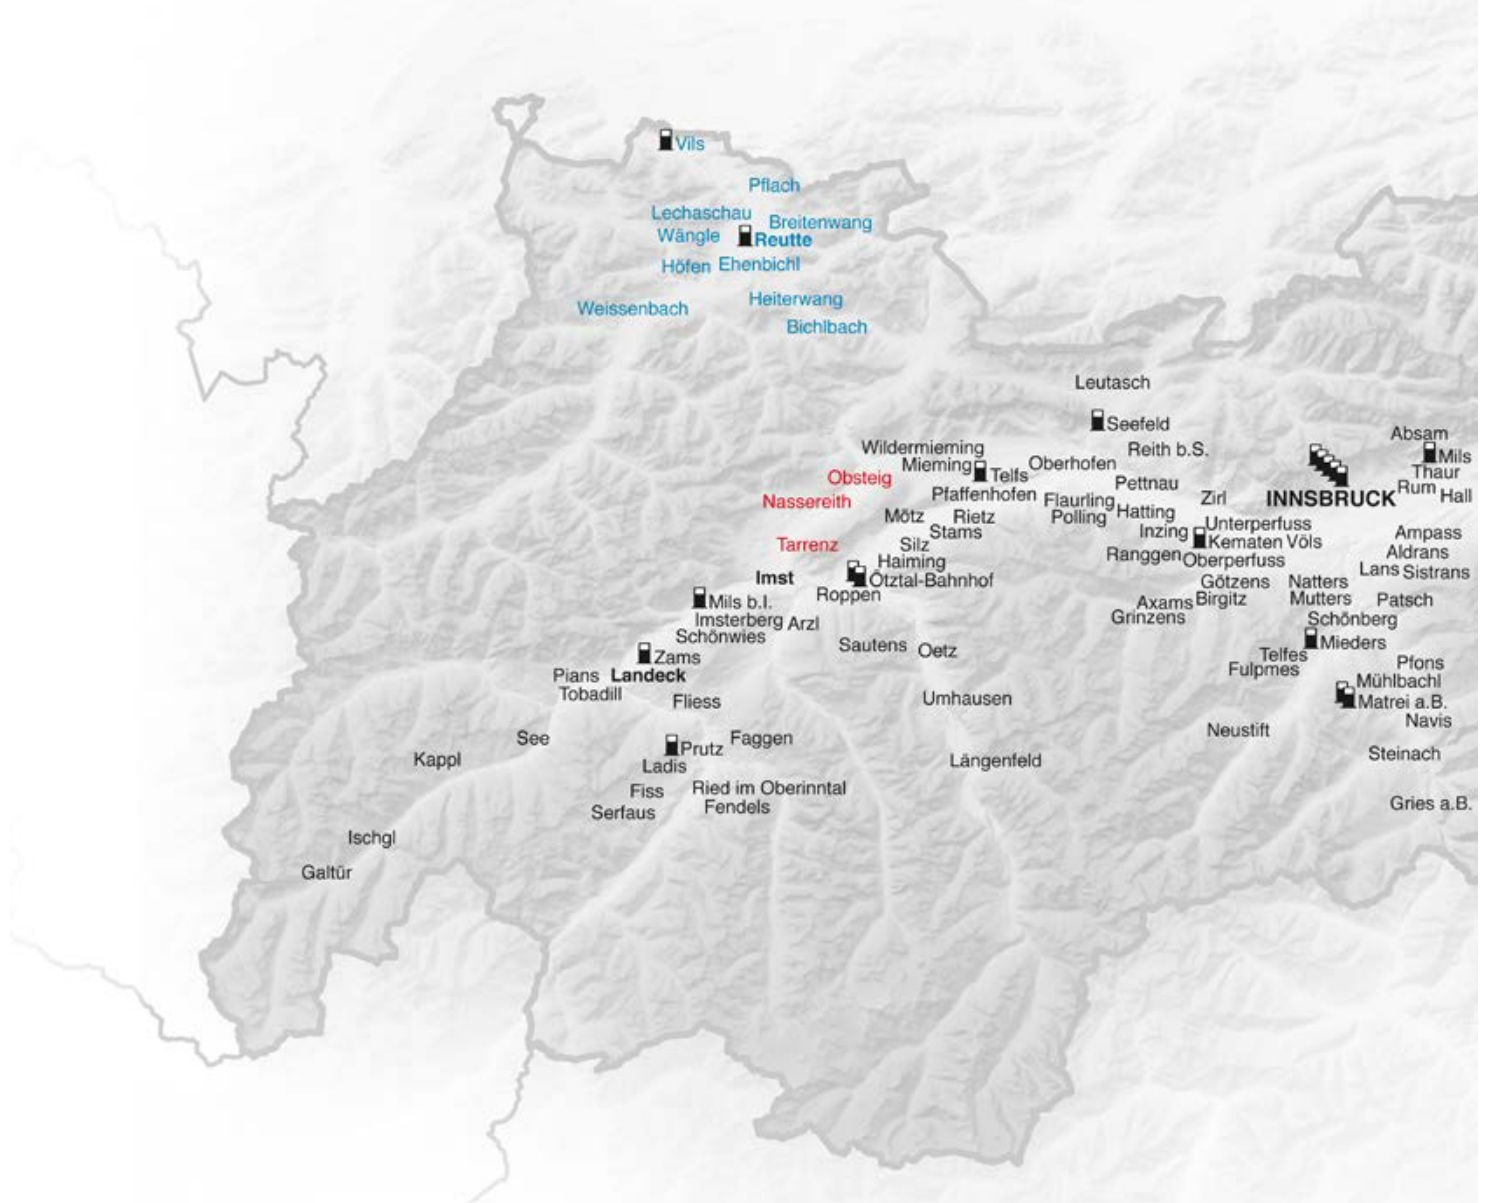 Vils
Pflach
Lechaschau
Breitenwang
Wängle
Reutte
Höfen
Ehenbichl
Heiterwang
Weissenbach
Bichlbach
Leutasch
Seefeld
Absam
Wildermieming
Reith b.S.
Mils
Mieming
Oberhofen
Thaur
Obsteig
Telfs
Pettnau
Rum
Hall
Nassereith
Pfaffenhofen
Flaurling
Zirl
INNSBRUCK
Mötz
Rietz
Polling
Hatting
Unterperfuss
Stams
Inzing
Ampass
Tarrenz
Silz
Kematen
Völs
Aldrans
Haiming
Ranggen
Oberperfuss
Lans
Sistrans
Imst
Ötztal-Bahnhof
Götzens
Natters
Roppen
Mils b.I.
Axams
Birgitz
Mutters
Patsch
Imsterberg
Arzl
Grinzens
Schönberg
Schönwies
Sautens
Oetz
Mieders
Zams
Telfes
Pfons
Pians
Landeck
Fulpmes
Mühlbachl
Tobadill
Fliess
Umhausen
Matrei a.B.
Navis
See
Prutz
Faggen
Neustift
Kappl
Ladis
Längenfeld
Steinach
Fiss
Ried im Oberinntal
Serfaus
Fendels
Gries a.B.
Ischgl
Galtür